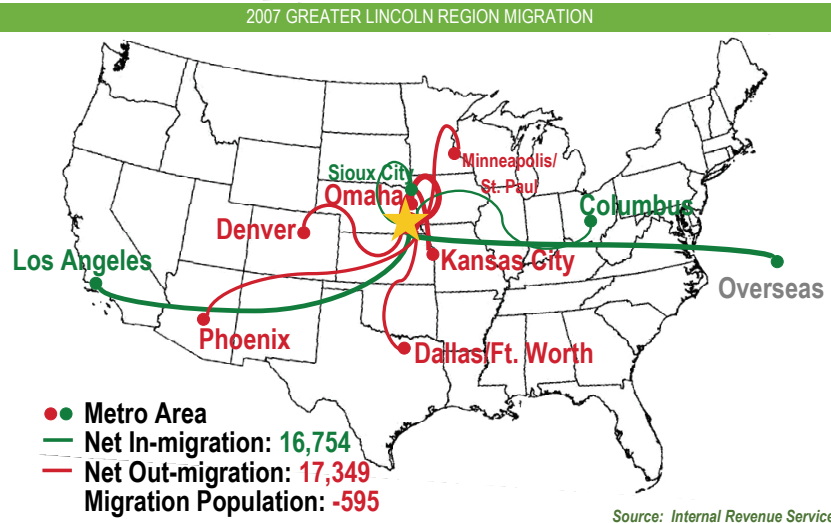 2007 GREATER LINCOLN REGION MIGRATION
Minneapolis/
St. Paul
Sioux City
Omaha
Columbus
Denver
Los Angeles
Kansas City
Overseas
Phoenix
Dallas/Ft. Worth
Metro Area
Net In-migration: 16,754
Net Out-migration: 17,349
Migration Population: -595
Source: Internal Revenue Service